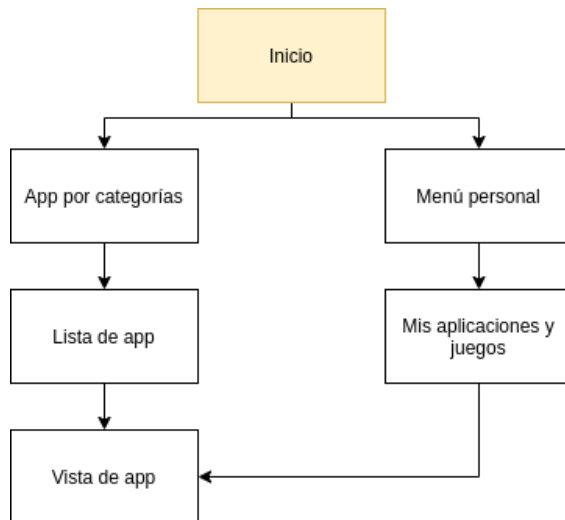 Inicio
App por categorías
Menú personal
Lista de app
Mis aplicaciones y
juegos
Vista de app